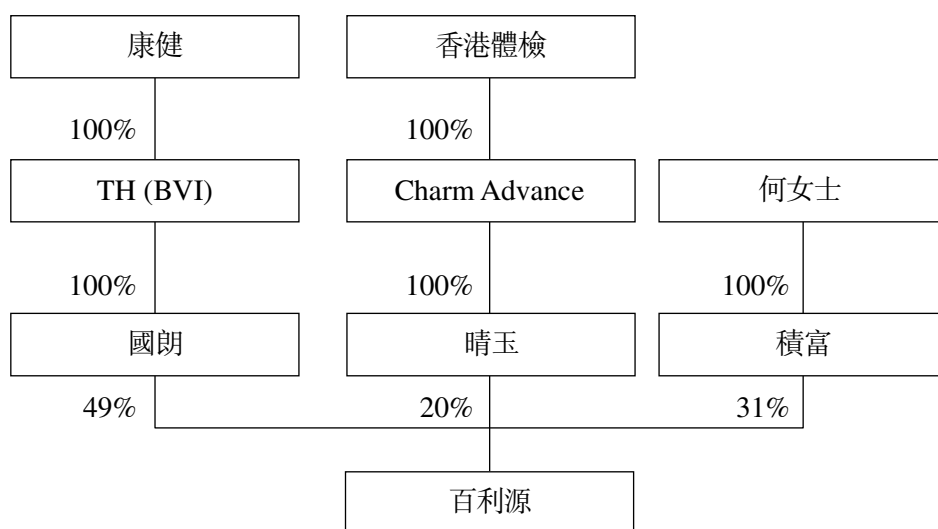 康健
香港體檢
100%
100%
TH (BVI)
Charm Advance
何女士
100%
100%
100%
國朗
晴玉
積富
49%
20%
31%
百利源